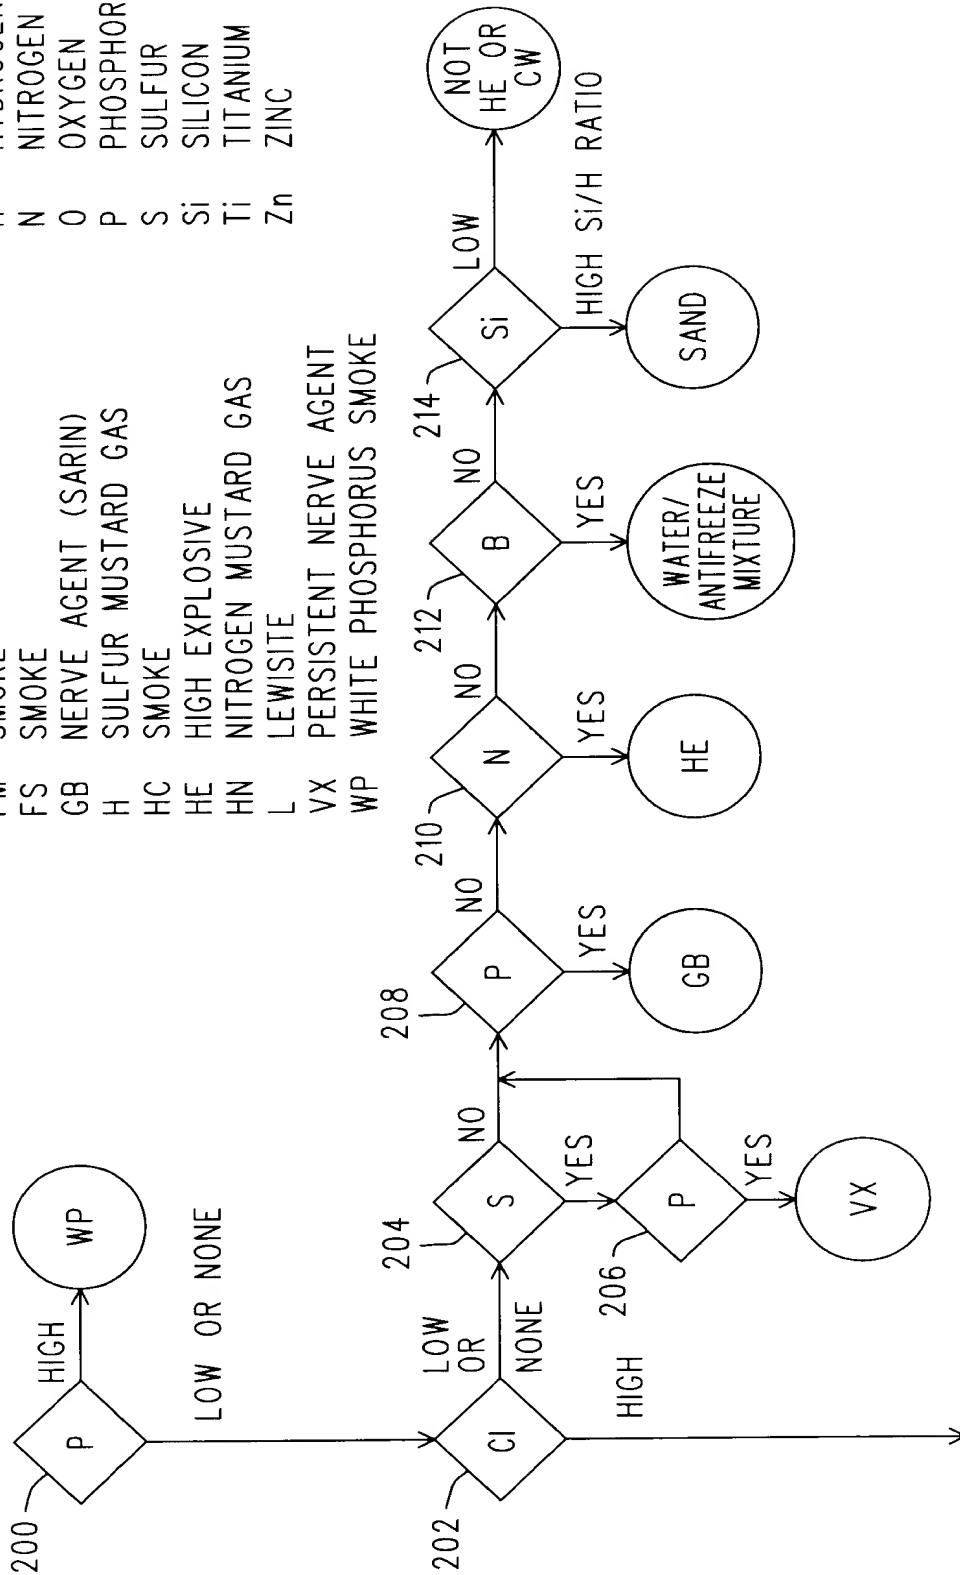 FS SMOKE
GB NERVE AGENT (SARIN)
H SULFUR MUSTARD GAS
HC SMOKE
HE HIGH EXPLOSIVE
HN NITROGEN MUSTARD GAS
L LEWISITE
VX PERSISTENT NERVE AGENT
WP WHITE PHOSPHORUS SMOKE
N NITROGEN
O OXYGEN
P PHOSPHOR
S SULFUR
Si SILICON
Ti TITANIUM
Zn ZINC
200
P
HIGH
WP
LOW OR NONE
202
Cl
LOW
OR
NONE
HIGH
204
S
NO
YES
206
P
YES
VX
208
P
NO
YES
GB
210
N
NO
YES
HE
212
B
NO
YES
WATER/
ANTIFREEZE
MIXTURE
214
Si
LOW
HIGH Si/H RATIO
SAND
NOT
HE OR
CW